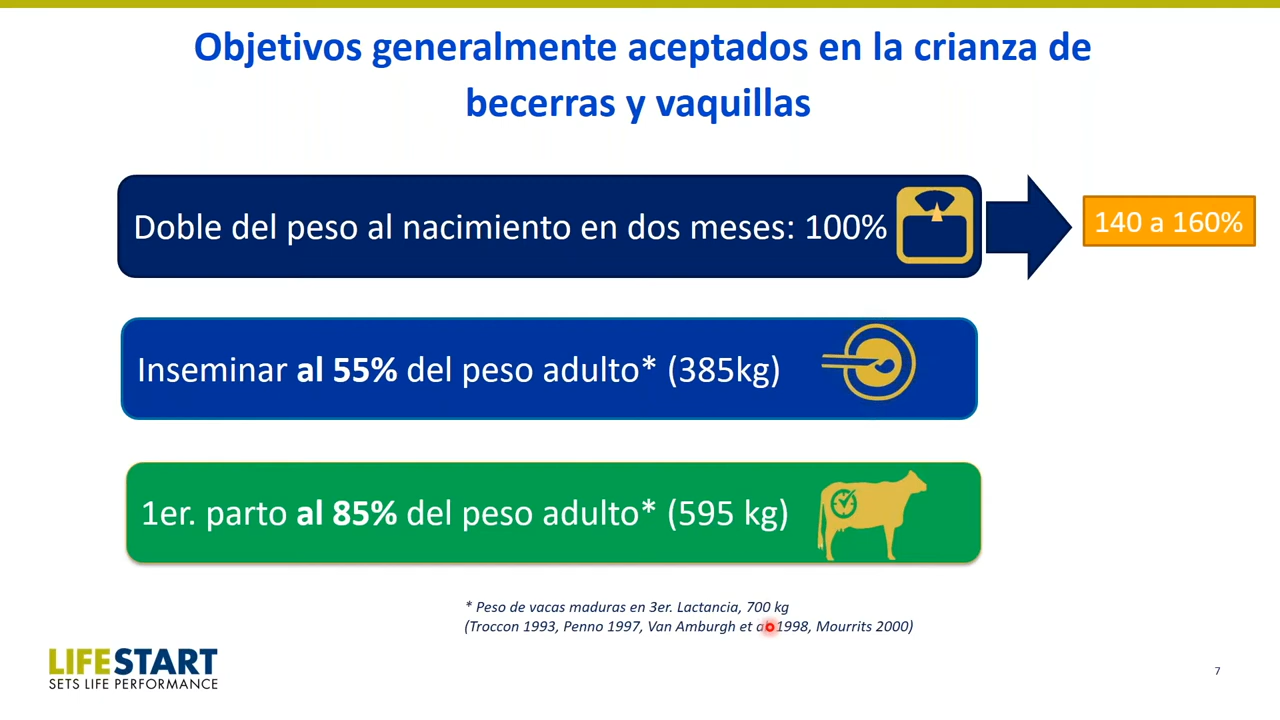 Objetivos generalmente aceptados en la crianza de
becerras y vaquillas
Doble del peso al nacimiento en dos meses: 100%
140 a 160%
Inseminar al 55% del peso adulto* (385kg)
1er. parto al 85% del peso adulto* (595 kg)
* Peso de vacas maduras en 3er. Lactancia, 700 kg
(Troccon 1993, Penno 1997, Van Amburgh et 1998, Mourrits 2000)
LIFESTART
SETS LIFE PERFORMANCE
7